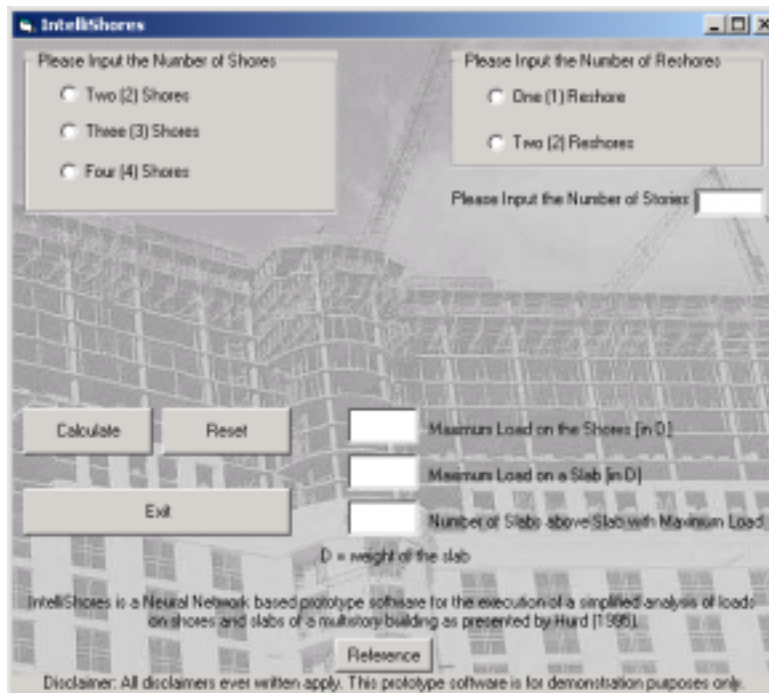 IntelliShores
Please Input the Number of Shores
Two (2) Shores
Three (3) Shores
Four (4) Shores
Please Input the Number of Reshores
One (1) Reshore
Two (2) Reshores
Please Input the Number of Stories
Calculate
Reset
Exit
Maximum Load on the Shores [in D]
Maximum Load on a Slab [in D]
Number of Slabs above Slab with Maximum Load
D = weight of the slab
IntelliShores is a Neural Network based prototype software for the execution of a simplified analysis of loads
on shores and slabs of a multistory building as presented by Hurd (1995).
Reference
Disclaimer: All disclaimers ever written apply. This prototype software is for demonstration purposes only.